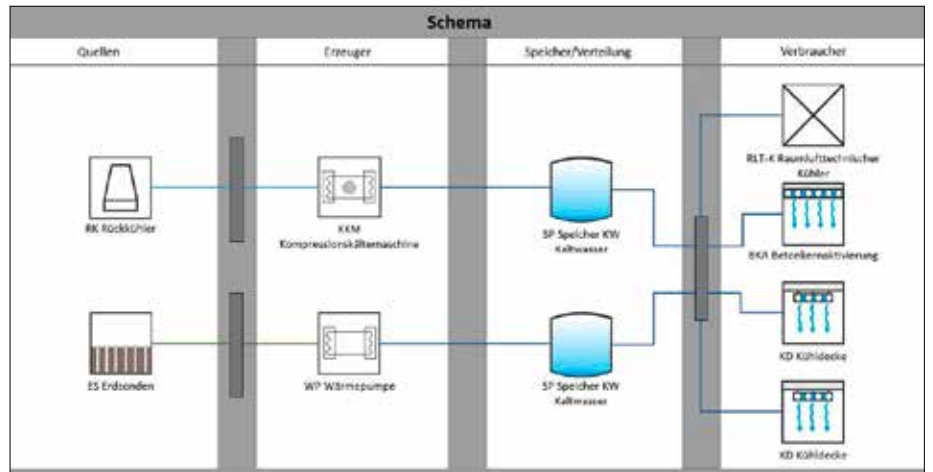 Schema
Quellen
Erzeuger
Speicher/Verteilung
Verbraucher
RK Rückkühler
KKM
Kompressionskältemaschine
SP Speicher KW
Kaltwasser
RLT-K Raumlufttechnischer
Kühler
BKA Betonkernaktivierung
KD Kühldecke
ES Erdsonden
WP Wärmepumpe
SP Speicher KW
Kaltwasser
KD Kühldecke